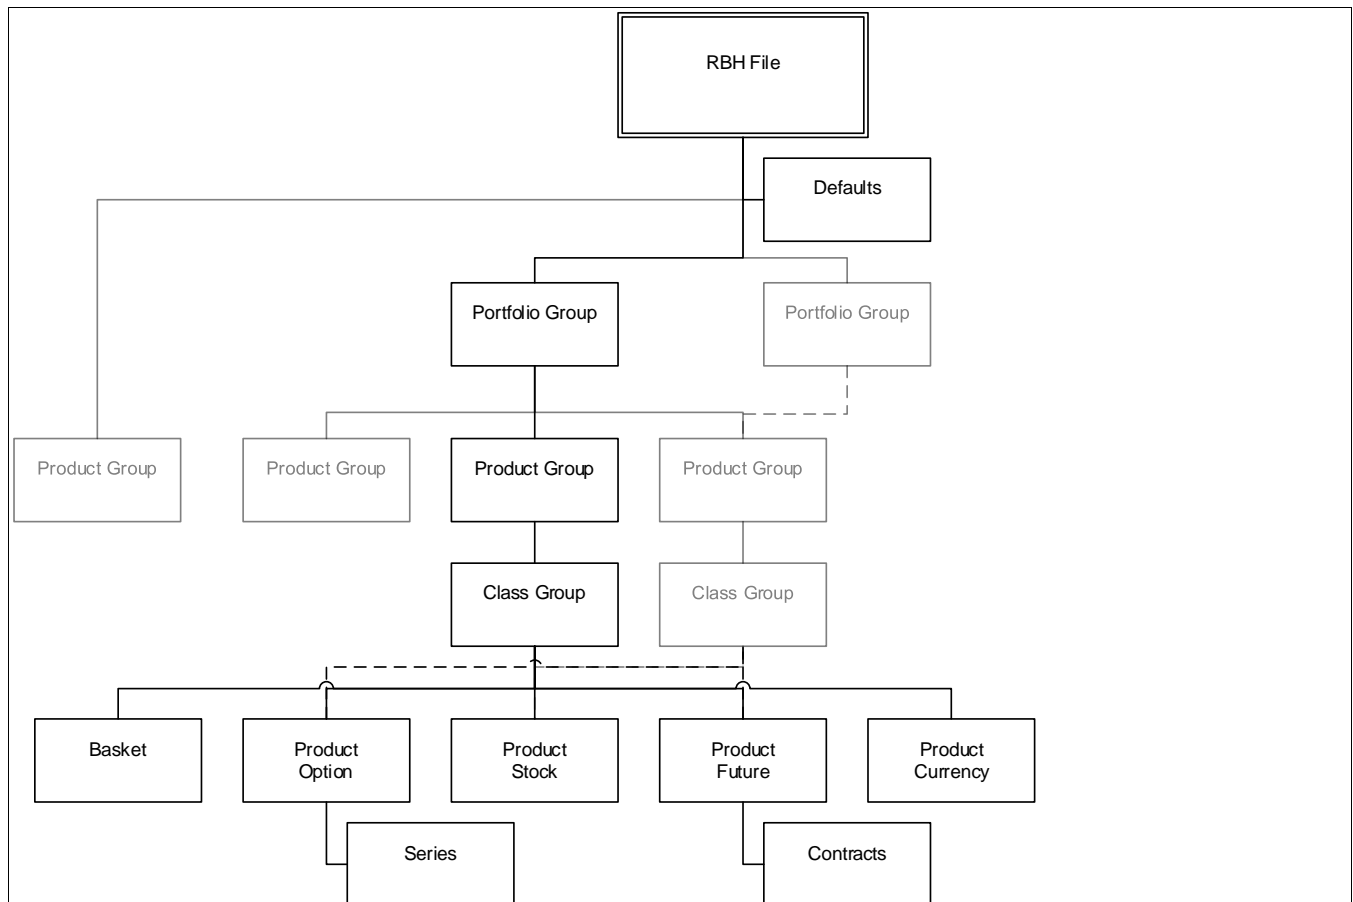 RBH File
Defaults
Portfolio Group
Portfolio Group
Product Group
Product Group
Product Group
Product Group
Class Group
Class Group
Basket
Product
Option
Product
Stock
Product
Future
Product
Currency
Series
Contracts